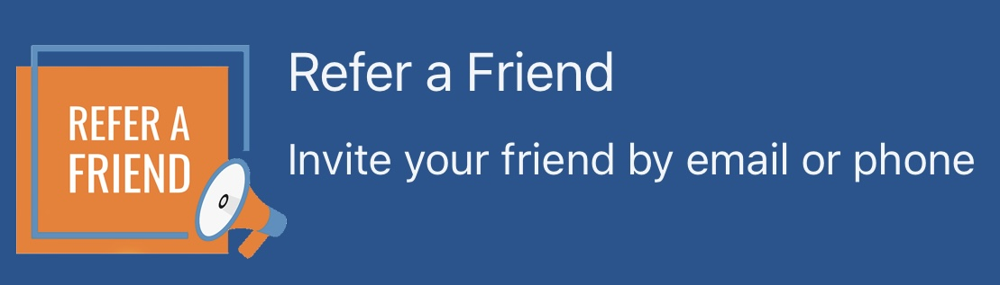 REFER A
FRIEND
Refer a Friend
Invite your friend by email or phone